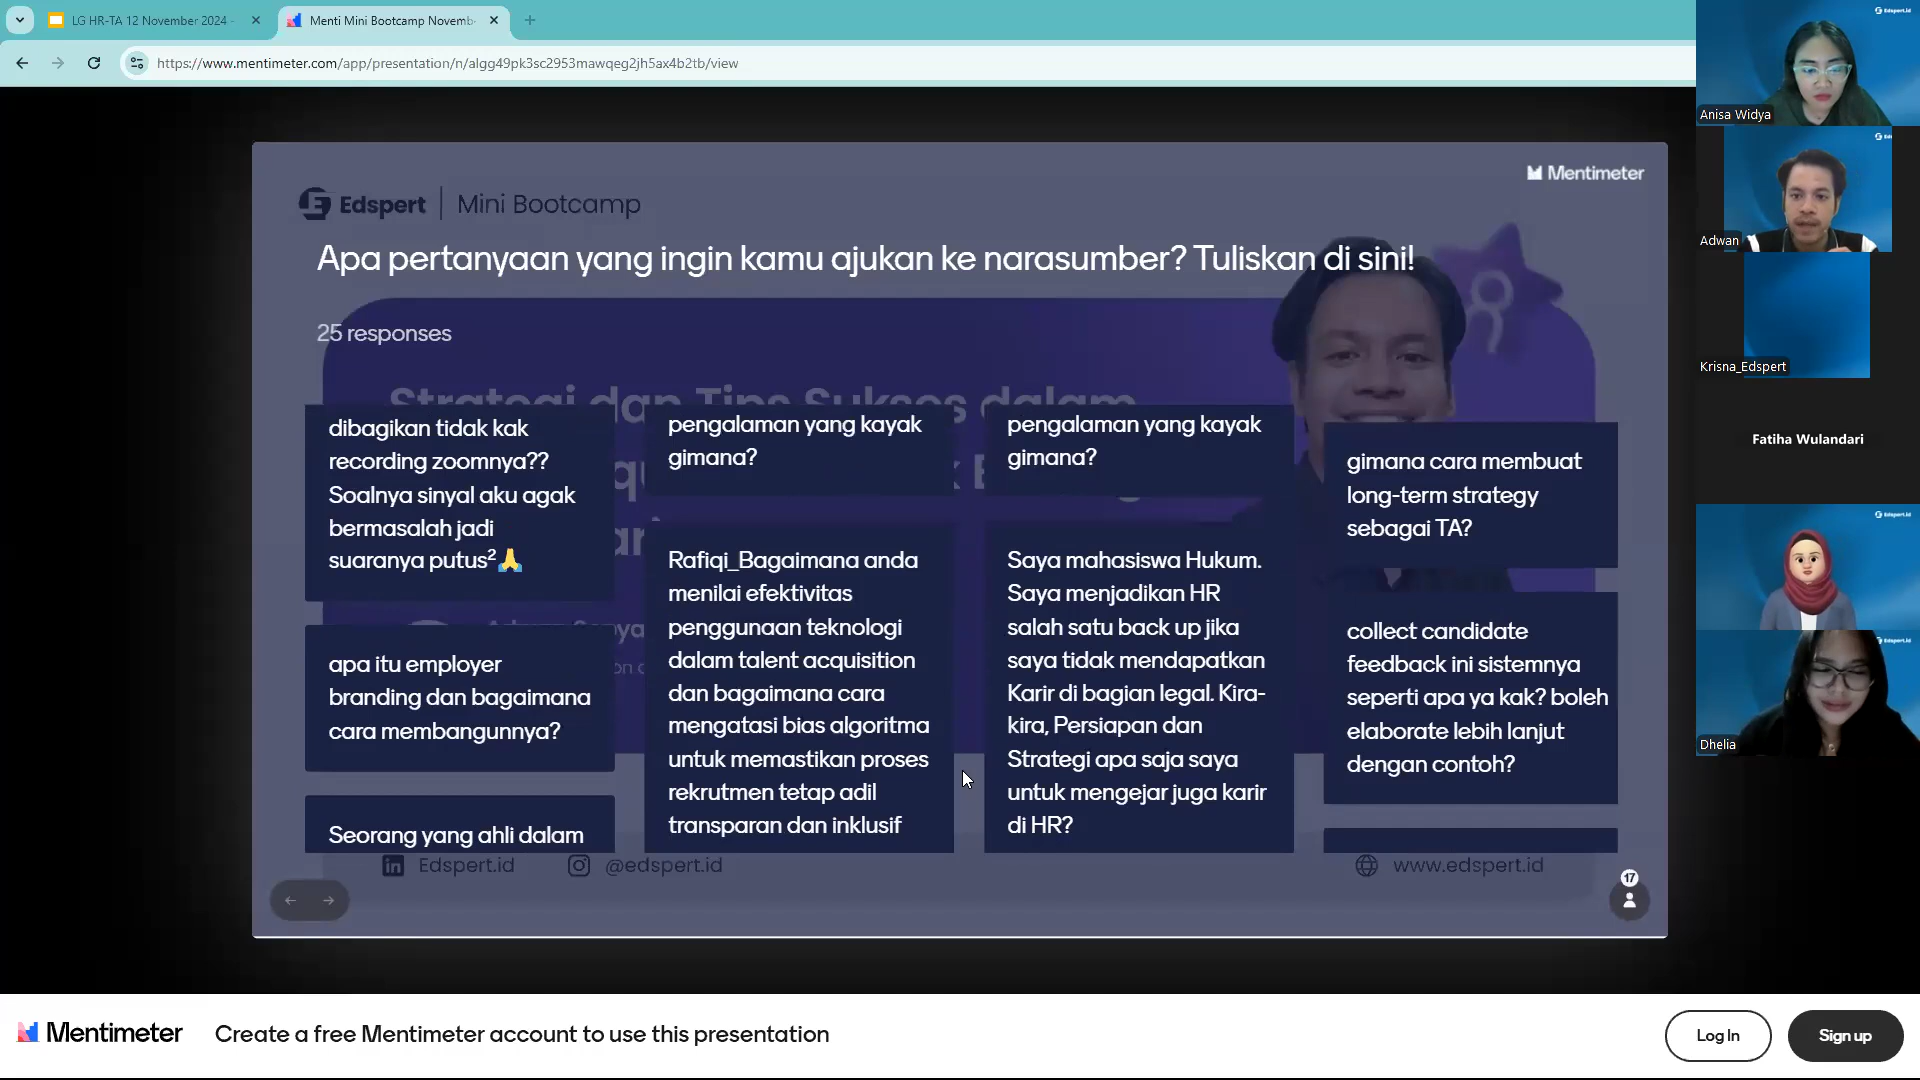 LG HR-TA 12 November 2024 -
Menti Mini Bootcamp Novemb
https://www.mentimeter.com/app/presentation/n/algg49pk3sc2953mawqeg2jh5ax4b2tb/view
Edspert | Mini Bootcamp
Mentimeter
Apa pertanyaan yang ingin kamu ajukan ke narasumber? Tuliskan di sini!
25 responses
Strategi dan Tips Sukses dalam
dibagikan tidak kak
recording zoomnya??
Soalnya sinyal aku agak
bermasalah jadi
suaranya putus²🙏
apa itu employer
branding dan bagaimana
cara membangunnya?
Seorang yang ahli dalam
pengalaman yang kayak
gimana?
Rafiqi_Bagaimana anda
menilai efektivitas
penggunaan teknologi
dalam talent acquisition
dan bagaimana cara
mengatasi bias algoritma
untuk memastikan proses
rekrutmen tetap adil
transparan dan inklusif
pengalaman yang kayak
gimana?
Saya mahasiswa Hukum.
Saya menjadikan HR
salah satu back up jika
saya tidak mendapatkan
Karir di bagian legal. Kira-
kira, Persiapan dan
Strategi apa saja saya
untuk mengejar juga karir
di HR?
gimana cara membuat
long-term strategy
sebagai TA?
collect candidate
feedback ini sistemnya
seperti apa ya kak? boleh
elaborate lebih lanjut
dengan contoh?
Edspert.id
@edspert.id
www.edspert.id
17
Edspert.id
Anisa Widya
Adwan
Krisna_Edspert
Fatiha Wulandari
Edspert.id
Dhelia
Mentimeter
Create a free Mentimeter account to use this presentation
Log In
Sign up